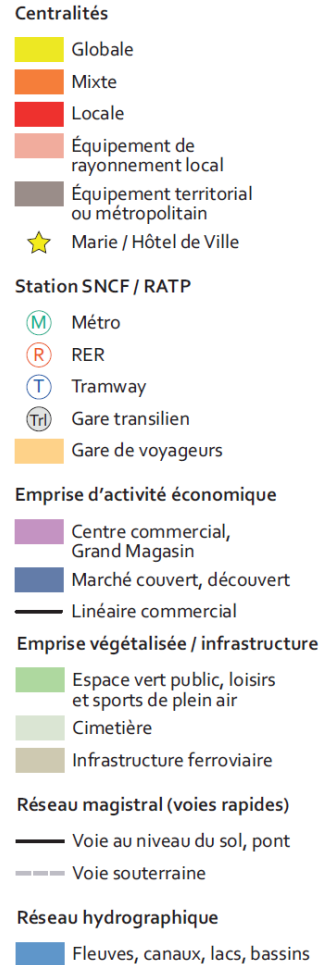 Centralités
Globale
Mixte
Locale
Équipement de
rayonnement local
Équipement territorial
ou métropolitain
Marie / Hôtel de Ville
Station SNCF / RATP
M Métro
R RER
T Tramway
Trl Gare transilien
Gare de voyageurs
Emprise d’activité économique
Centre commercial,
Grand Magasin
Marché couvert, découvert
Linéaire commercial
Emprise végétalisée / infrastructure
Espace vert public, loisirs
et sports de plein air
Cimetière
Infrastructure ferroviaire
Réseau magistral (voies rapides)
Voie au niveau du sol, pont
Voie souterraine
Réseau hydrographique
Fleuves, canaux, lacs, bassins